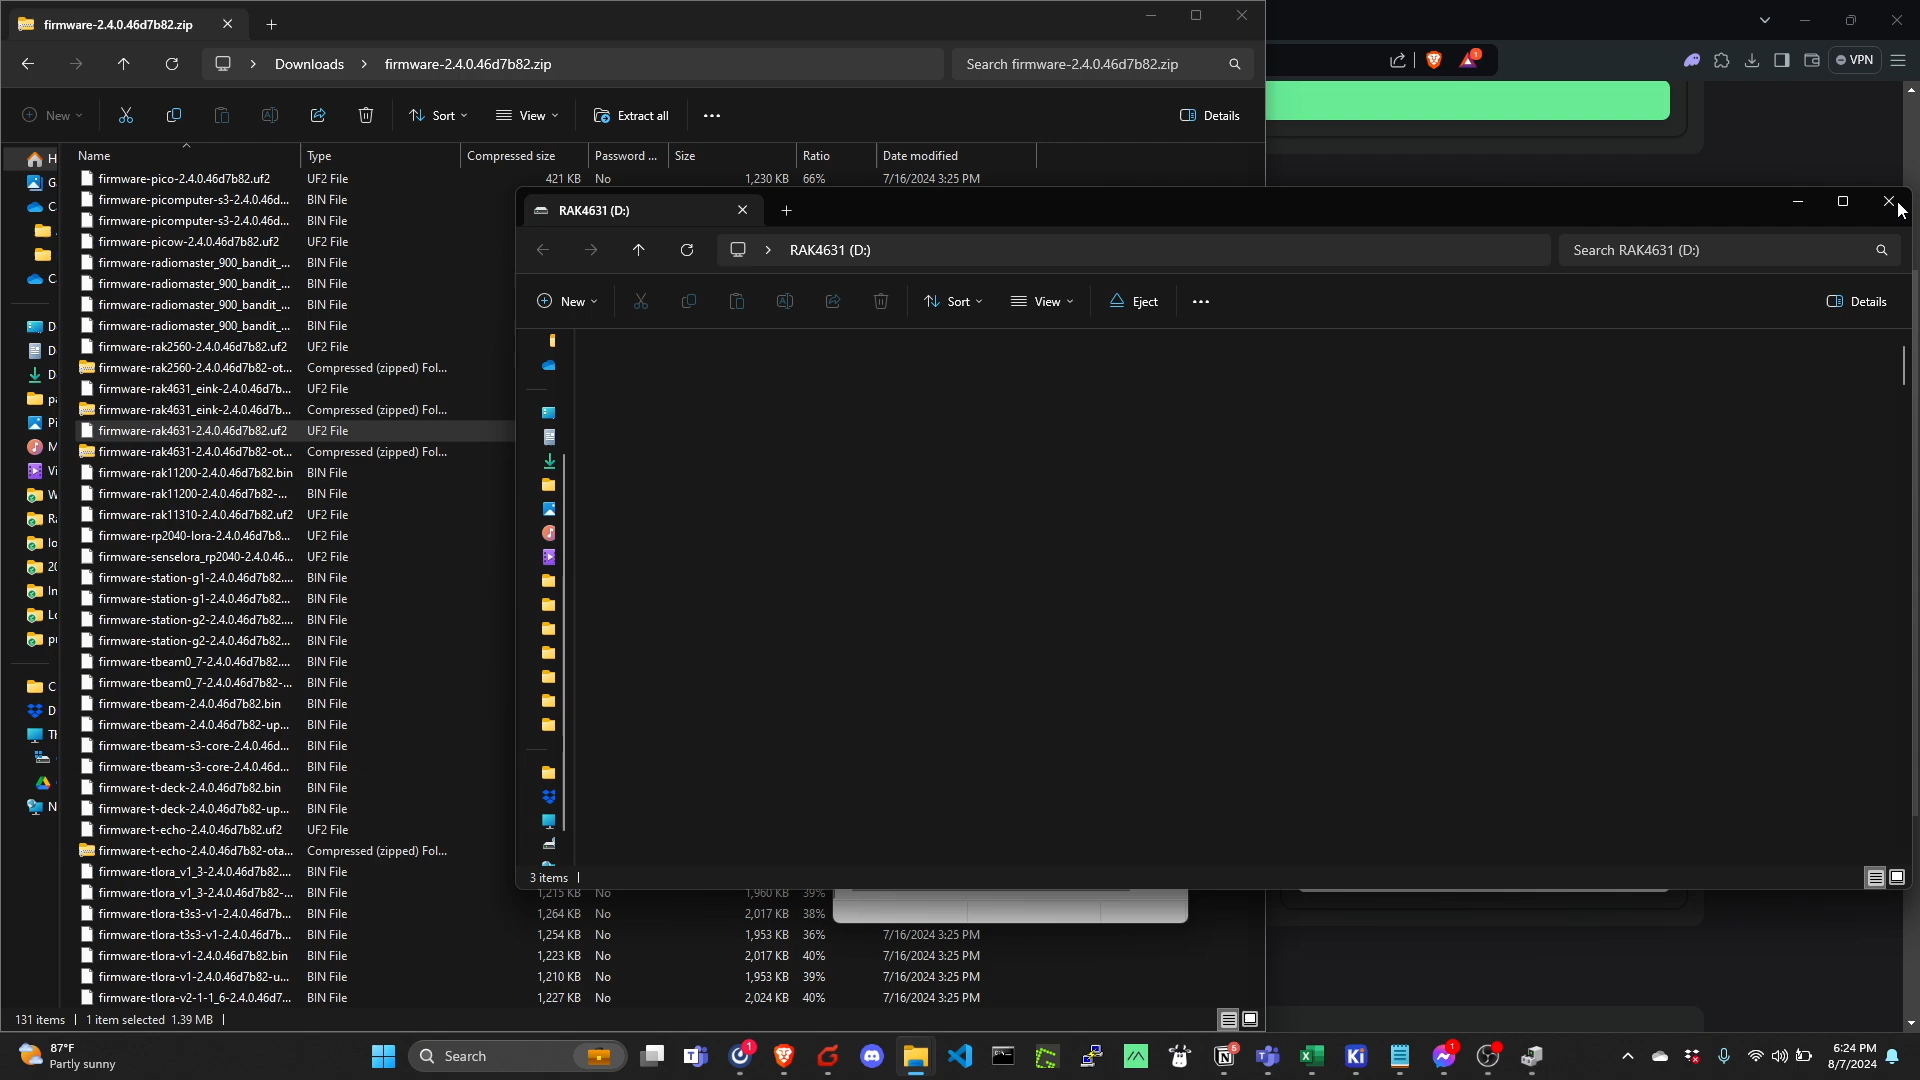 firmware-2.4.0.46d7b82.zip
Downloads
firmware-2.4.0.46d7b82.zip
Search firmware-2.4.0.46d7b82.zip
1
VPN
New
Sort
View
Extract all
Details
Name
Type
Compressed size
Password ...
Size
Ratio
Date modified
firmware-pico-2.4.0.46d7b82.uf2 UF2 File 421 KB No 1,230 KB 66% 7/16/2024 3:25 PM
firmware-picomputer-s3-2.4.0.46d... BIN File
firmware-picomputer-s3-2.4.0.46d... BIN File
firmware-picow-2.4.0.46d7b82.uf2 UF2 File
firmware-radiomaster_900_bandit_... BIN File
firmware-radiomaster_900_bandit_... BIN File
firmware-radiomaster_900_bandit_... BIN File
firmware-radiomaster_900_bandit_... BIN File
firmware-rak2560-2.4.0.46d7b82.uf2 UF2 File
firmware-rak2560-2.4.0.46d7b82-ot... Compressed (zipped) Fol...
firmware-rak4631_eink-2.4.0.46d7b... UF2 File
firmware-rak4631_eink-2.4.0.46d7b... Compressed (zipped) Fol...
firmware-rak4631-2.4.0.46d7b82.uf2 UF2 File
firmware-rak4631-2.4.0.46d7b82-ot... Compressed (zipped) Fol...
firmware-rak11200-2.4.0.46d7b82.bin BIN File
firmware-rak11200-2.4.0.46d7b82-... BIN File
firmware-rak11310-2.4.0.46d7b82.uf2 UF2 File
firmware-rp2040-lora-2.4.0.46d7b8... UF2 File
firmware-senselora_rp2040-2.4.0.46... UF2 File
firmware-station-g1-2.4.0.46d7b82.... BIN File
firmware-station-g1-2.4.0.46d7b82... BIN File
firmware-station-g2-2.4.0.46d7b82.... BIN File
firmware-station-g2-2.4.0.46d7b82... BIN File
firmware-tbeam0_7-2.4.0.46d7b82.... BIN File
firmware-tbeam0_7-2.4.0.46d7b82-... BIN File
firmware-tbeam-2.4.0.46d7b82.bin BIN File
firmware-tbeam-2.4.0.46d7b82-up... BIN File
firmware-tbeam-s3-core-2.4.0.46d... BIN File
firmware-tbeam-s3-core-2.4.0.46d... BIN File
firmware-t-deck-2.4.0.46d7b82.bin BIN File
firmware-t-deck-2.4.0.46d7b82-up... BIN File
firmware-t-echo-2.4.0.46d7b82.uf2 UF2 File
firmware-t-echo-2.4.0.46d7b82-ota... Compressed (zipped) Fol...
firmware-tlora_v1_3-2.4.0.46d7b82.... BIN File
firmware-tlora_v1_3-2.4.0.46d7b82-... BIN File 1,215 KB No 1,960 KB 39%
firmware-tlora-t3s3-v1-2.4.0.46d7b... BIN File 1,264 KB No 2,017 KB 38%
firmware-tlora-t3s3-v1-2.4.0.46d7b... BIN File 1,254 KB No 1,953 KB 36% 7/16/2024 3:25 PM
firmware-tlora-v1-2.4.0.46d7b82.bin BIN File 1,223 KB No 2,017 KB 40% 7/16/2024 3:25 PM
firmware-tlora-v1-2.4.0.46d7b82-u... BIN File 1,210 KB No 1,953 KB 39% 7/16/2024 3:25 PM
firmware-tlora-v2-1-1_6-2.4.0.46d7... BIN File 1,227 KB No 2,024 KB 40% 7/16/2024 3:25 PM
131 items
1 item selected 1.39 MB
RAK4631 (D:)
RAK4631 (D:)
Search RAK4631 (D:)
New
Sort
View
Eject
Details
3 items
87°F
Partly sunny
Search
1
5
1
6:24 PM
8/7/2024